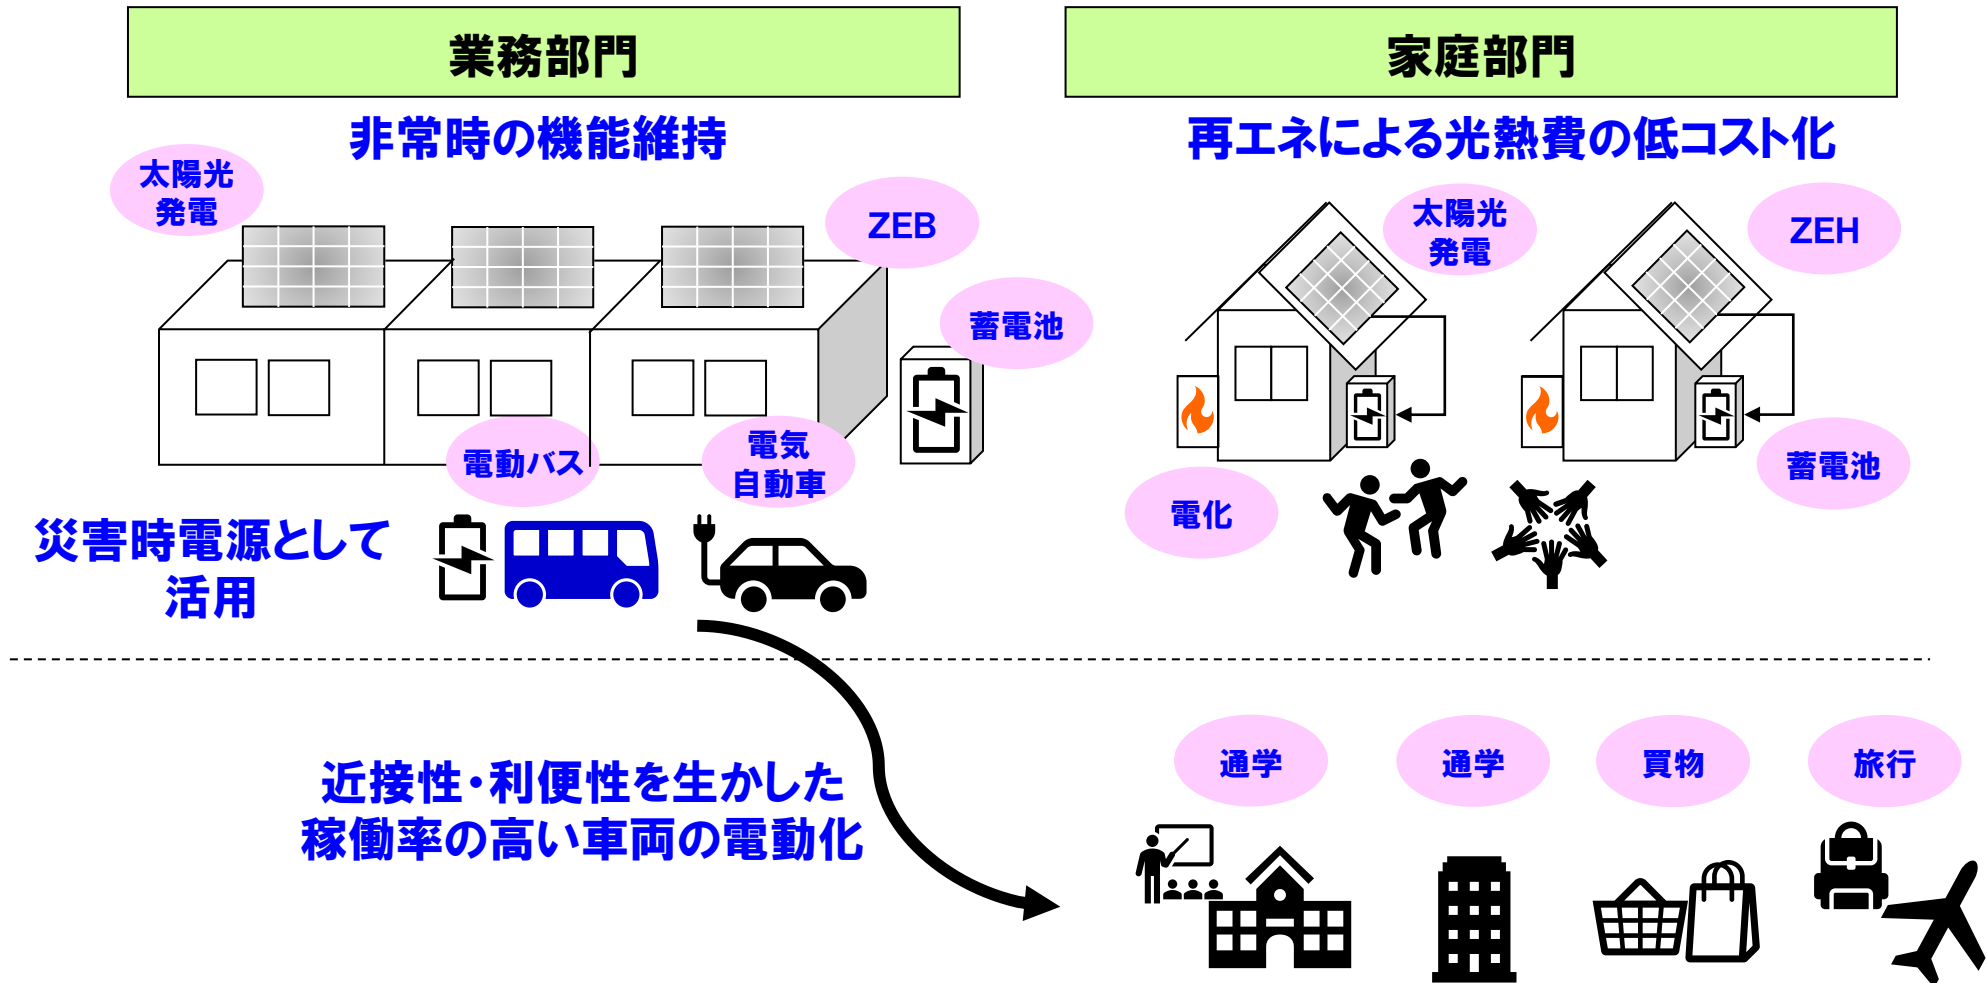 業務部門
非常時の機能維持
太陽光
発電
ZEB
蓄電池
電動バス
電気
自動車
災害時電源として
活用
家庭部門
再エネによる光熱費の低コスト化
太陽光
発電
ZEH
蓄電池
電化
近接性・利便性を生かした
稼働率の高い車両の電動化
通学
通学
買物
旅行